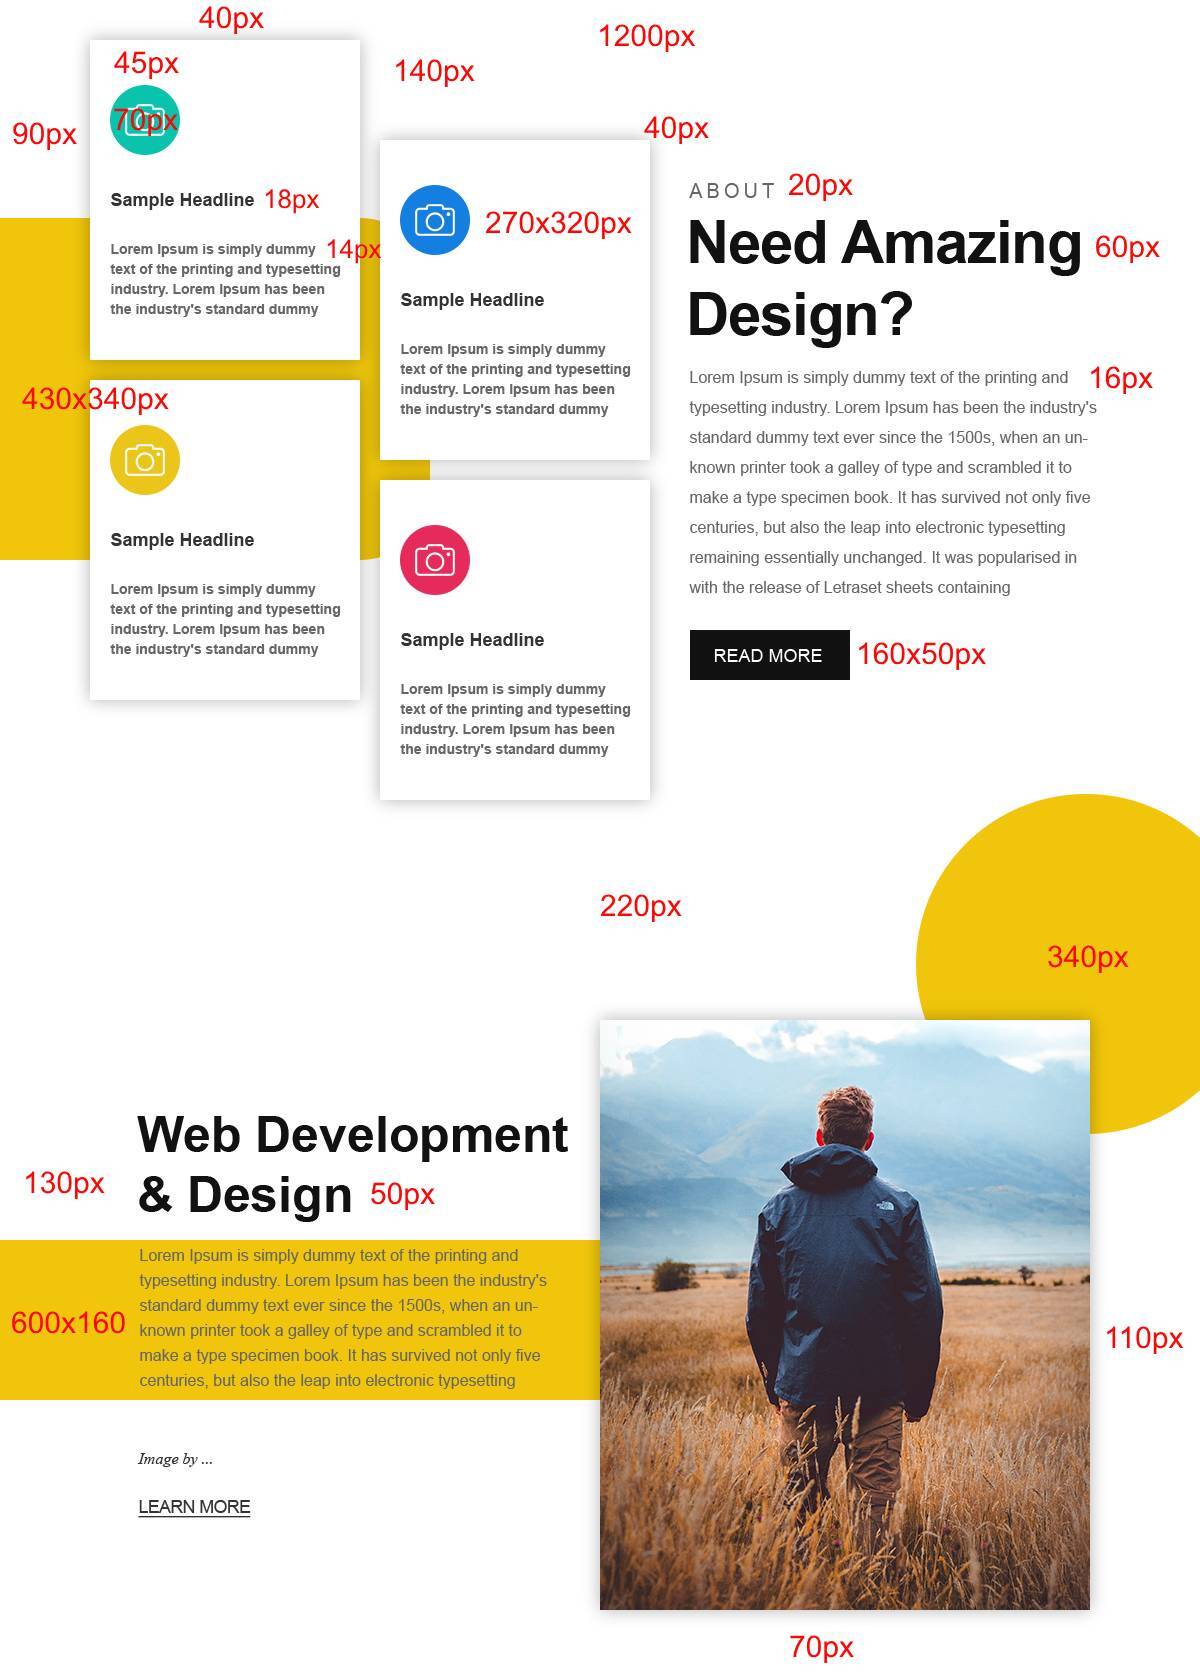 40px
1200px
45px
140px
90px
70px
40px
Sample Headline 18px
ABOUT 20px
Lorem Ipsum is simply dummy 14px
text of the printing and typesetting
industry. Lorem Ipsum has been
the industry's standard dummy
270x320px
Sample Headline
Lorem Ipsum is simply dummy
text of the printing and typesetting
industry. Lorem Ipsum has been
the industry's standard dummy
Need Amazing 60px
Design?
Lorem Ipsum is simply dummy text of the printing and 16px
typesetting industry. Lorem Ipsum has been the industry's
standard dummy text ever since the 1500s, when an un-
known printer took a galley of type and scrambled it to
make a type specimen book. It has survived not only five
centuries, but also the leap into electronic typesetting
remaining essentially unchanged. It was popularised in
with the release of Letraset sheets containing
READ MORE 160x50px
430x340px
Sample Headline
Lorem Ipsum is simply dummy
text of the printing and typesetting
industry. Lorem Ipsum has been
the industry's standard dummy
Sample Headline
Lorem Ipsum is simply dummy
text of the printing and typesetting
industry. Lorem Ipsum has been
the industry's standard dummy
220px
340px
Web Development
& Design 50px
130px
Lorem Ipsum is simply dummy text of the printing and
typesetting industry. Lorem Ipsum has been the industry's
standard dummy text ever since the 1500s, when an un-
known printer took a galley of type and scrambled it to
make a type specimen book. It has survived not only five
centuries, but also the leap into electronic typesetting
600x160
110px
Image by ...
LEARN MORE
70px